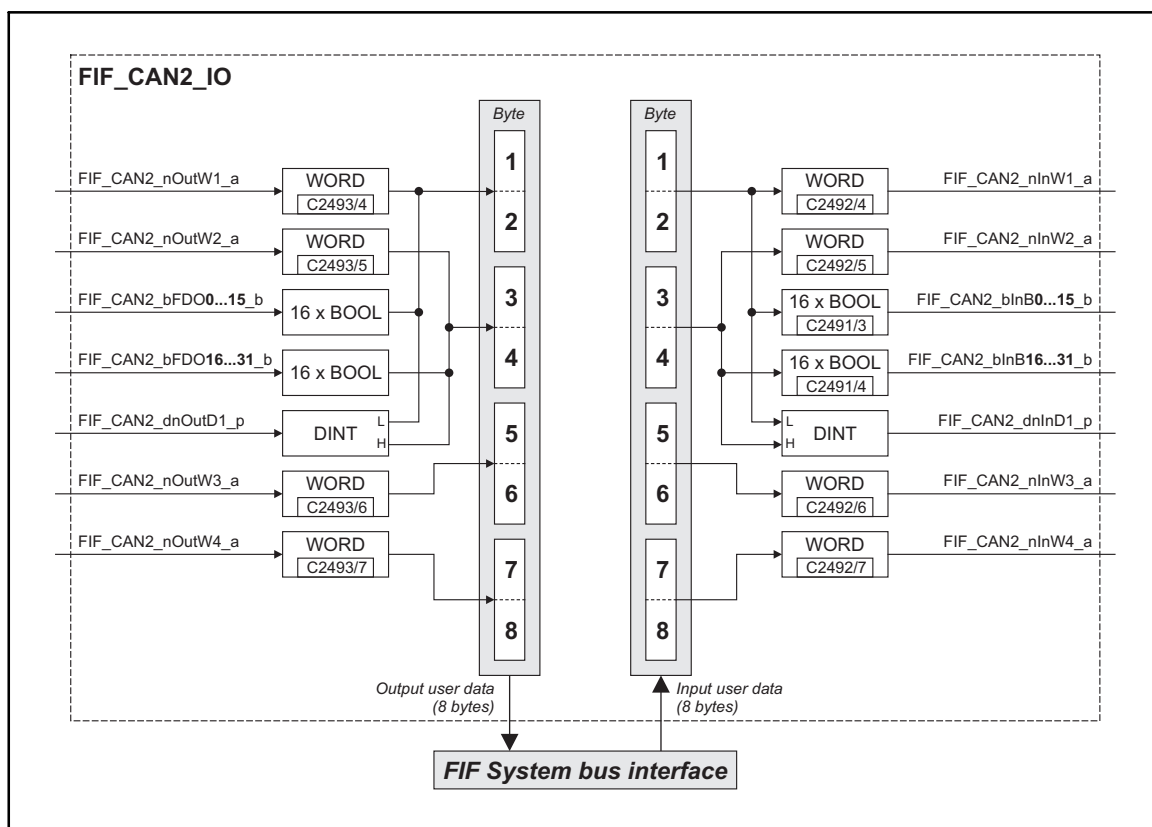 FIF_CAN2_IO
Byte
1
2
3
4
5
6
7
8
FIF_CAN2_nOutW1_a
WORD
C2493/4
FIF_CAN2_nOutW2_a
WORD
C2493/5
FIF_CAN2_bFDO0...15_b
16 x BOOL
FIF_CAN2_bFDO16...31_b
16 x BOOL
FIF_CAN2_dnOutD1_p
DINT
L
H
FIF_CAN2_nOutW3_a
WORD
C2493/6
FIF_CAN2_nOutW4_a
WORD
C2493/7
Output user data
(8 bytes)
Byte
1
2
3
4
5
6
7
8
WORD
C2492/4
FIF_CAN2_nInW1_a
WORD
C2492/5
FIF_CAN2_nInW2_a
16 x BOOL
C2491/3
FIF_CAN2_bInB0...15_b
16 x BOOL
C2491/4
FIF_CAN2_bInB16...31_b
L
H
DINT
FIF_CAN2_dnInD1_p
WORD
C2492/6
FIF_CAN2_nInW3_a
WORD
C2492/7
FIF_CAN2_nInW4_a
Input user data
(8 bytes)
FIF System bus interface